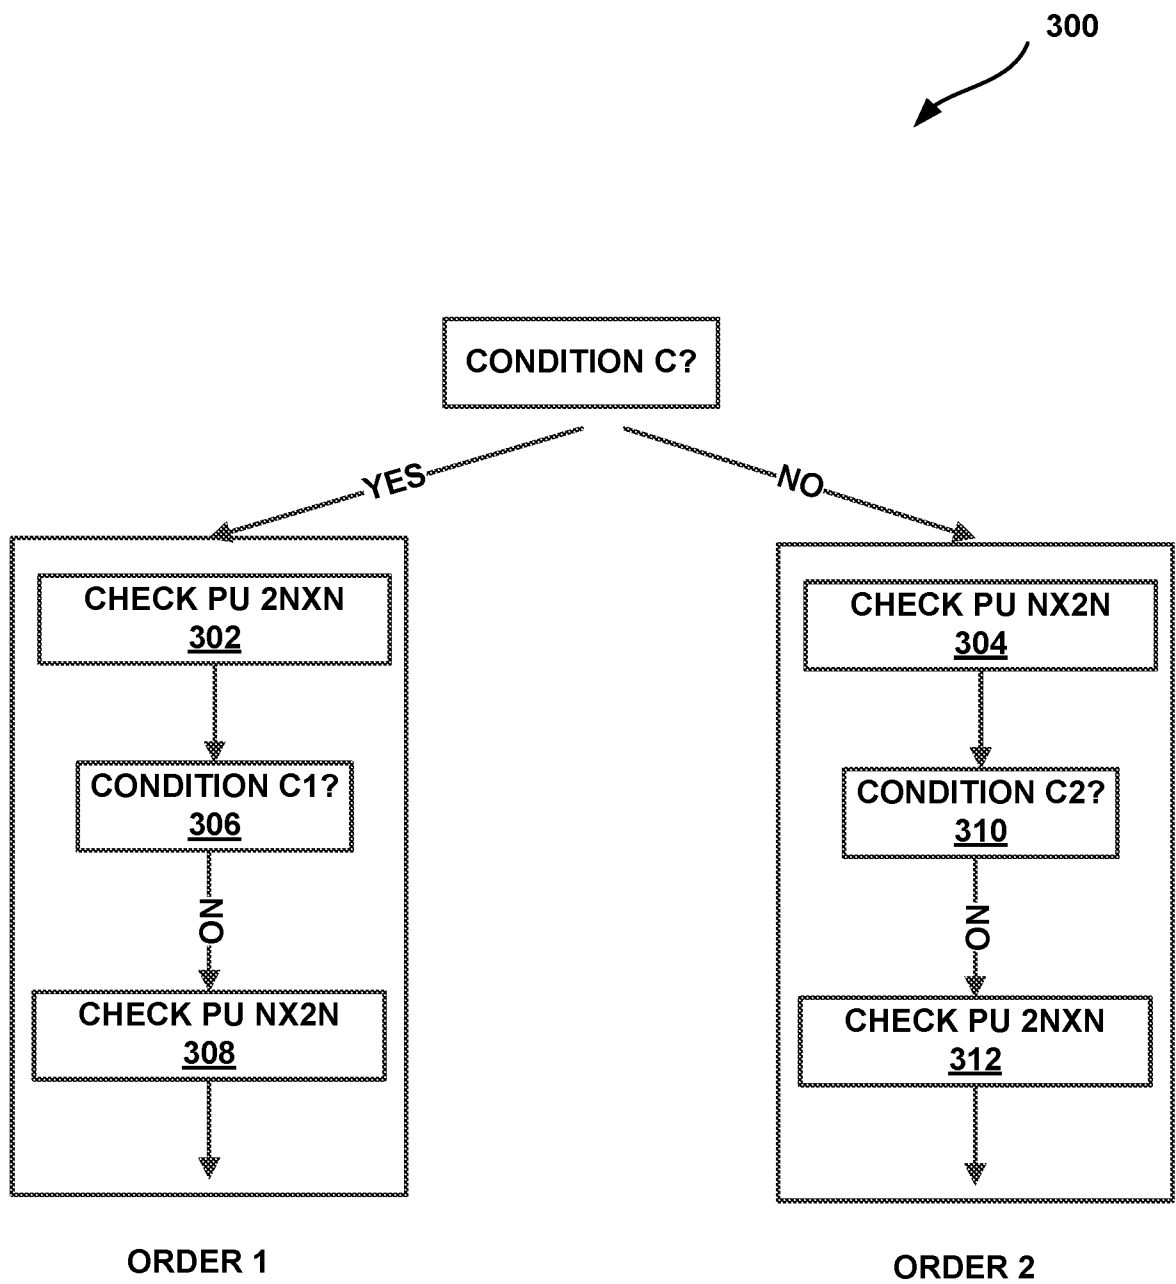 300
CONDITION C?
YES
NO
CHECK PU 2NXN
302
CONDITION C1?
306
NO
CHECK PU NX2N
308
ORDER 1
CHECK PU NX2N
304
CONDITION C2?
310
NO
CHECK PU 2NXN
312
ORDER 2